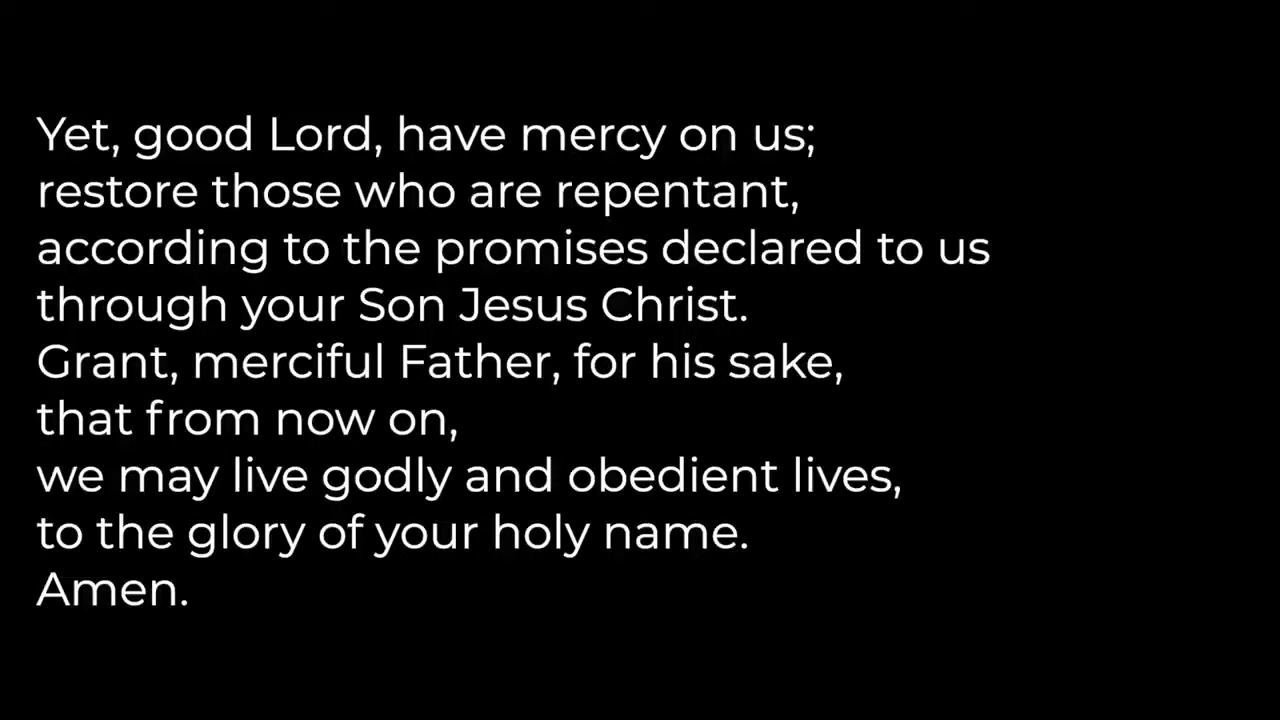 Yet, good Lord, have mercy on us;
restore those who are repentant,
according to the promises declared to us
through your Son Jesus Christ.
Grant, merciful Father, for his sake,
that from now on,
we may live godly and obedient lives,
to the glory of your holy name.
Amen.